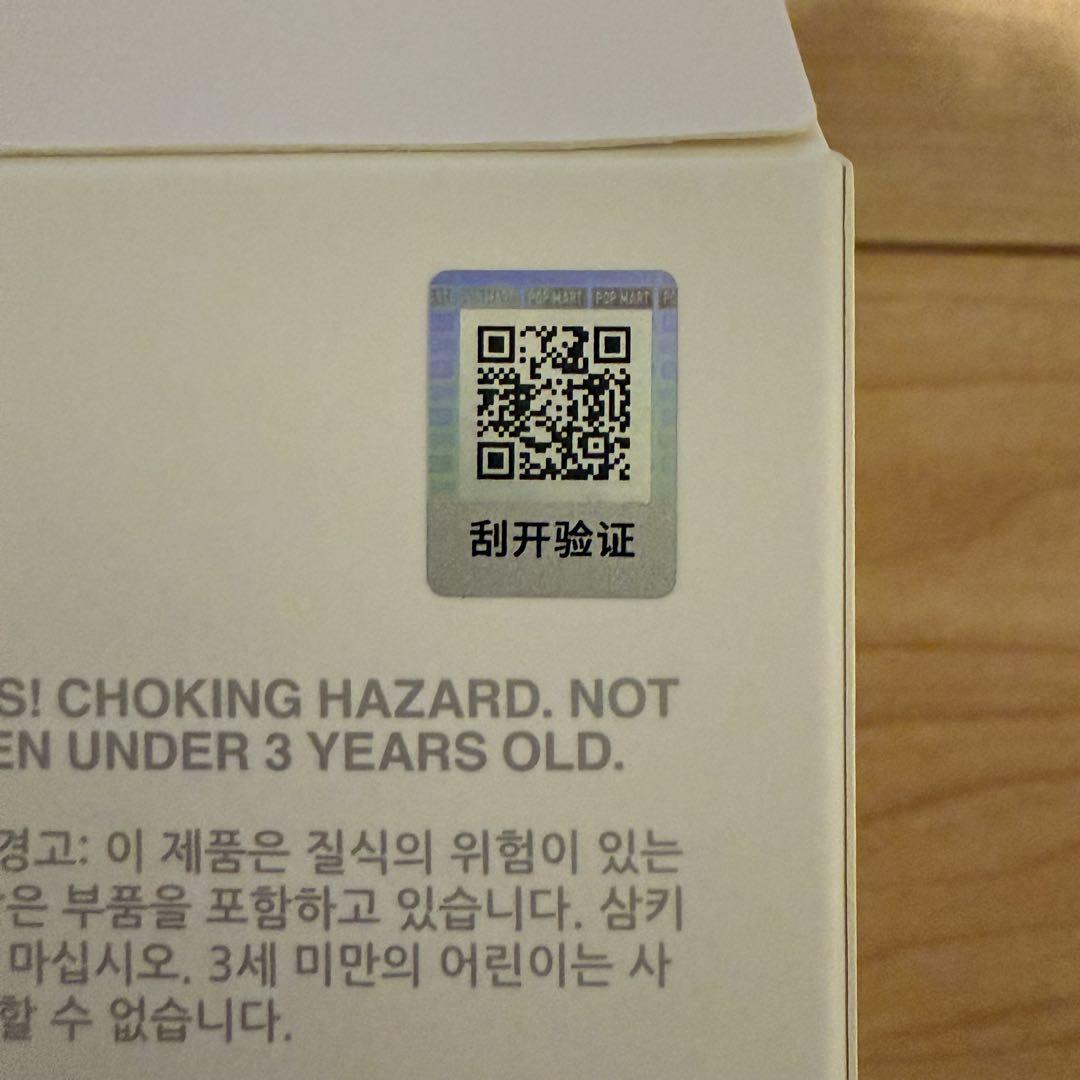 POP MART POP MART
刮开验证
S! CHOKING HAZARD. NOT
EN UNDER 3 YEARS OLD.
경고: 이 제품은 질식의 위험이 있는
은 부품을 포함하고 있습니다. 삼키
마십시오. 3세 미만의 어린이는 사
할 수 없습니다.